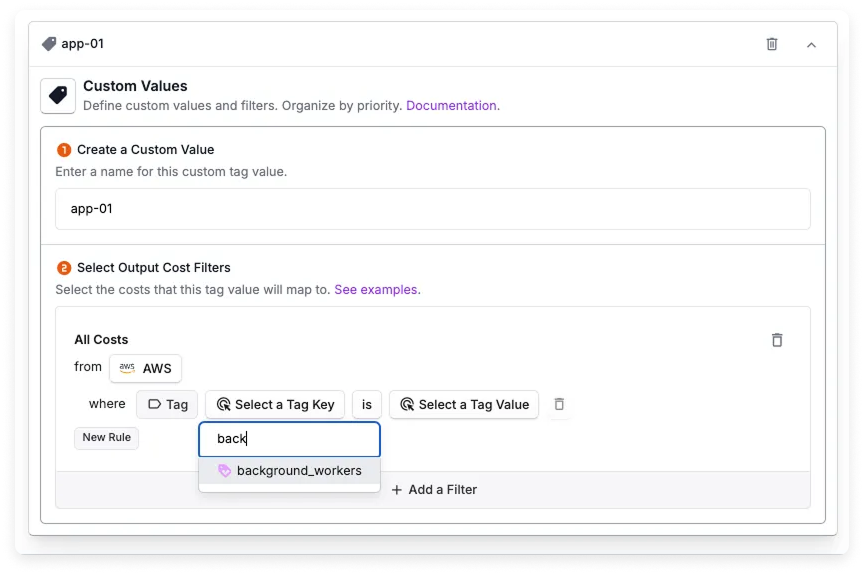 app-01
Custom Values
Define custom values and filters. Organize by priority. Documentation.
1 Create a Custom Value
Enter a name for this custom tag value.
app-01
2 Select Output Cost Filters
Select the costs that this tag value will map to. See examples.
All Costs
from aws AWS
where Tag Select a Tag Key is Select a Tag Value
New Rule
back
background_workers
+ Add a Filter